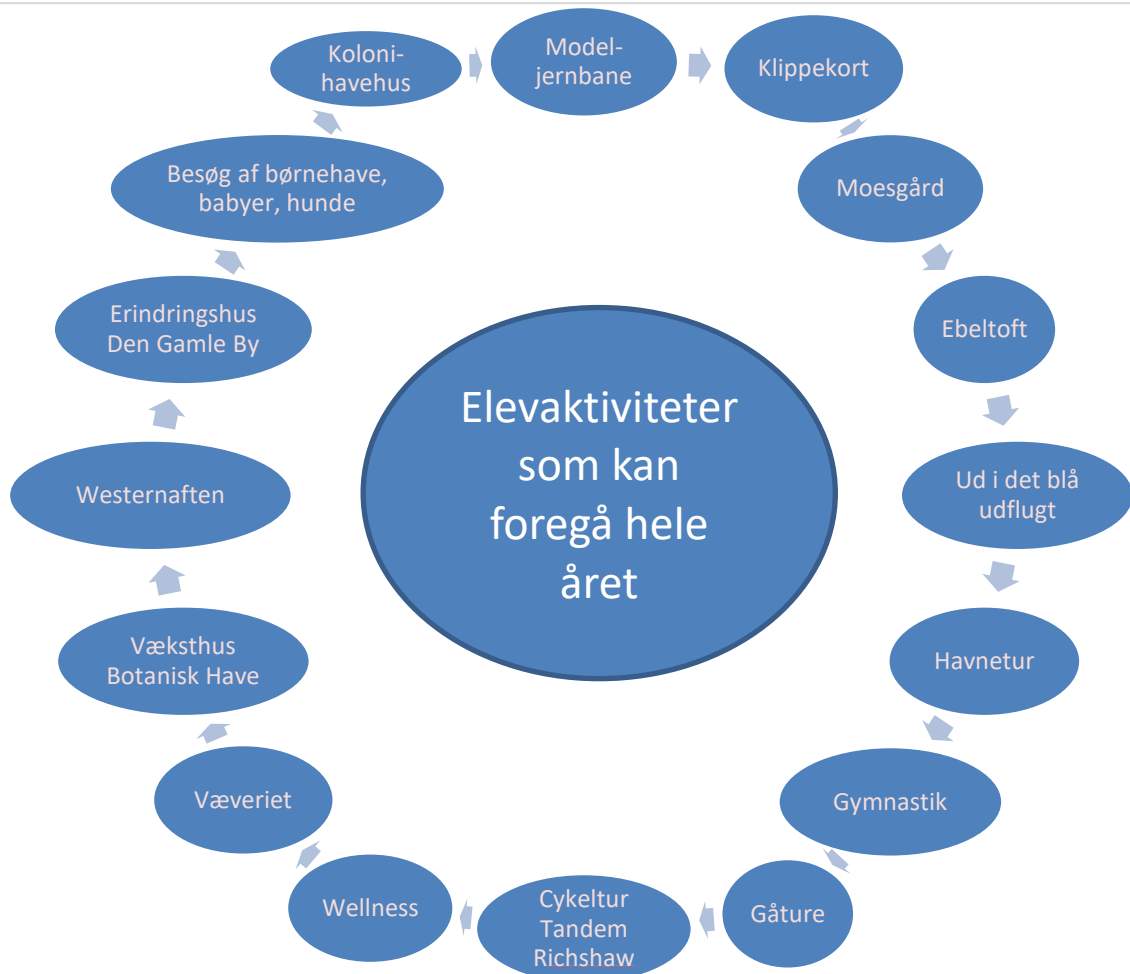 Model-
jernbane
Klippekort
Moesgård
Ebeltoft
Ud i det blå
udflugt
Havnetur
Gymnastik
Gåture
Cykeltur
Tandem
Richshaw
Wellness
Væveriet
Væksthus
Botanisk Have
Westernaften
Erindringshus
Den Gamle By
Besøg af børnehave,
babyer, hunde
Koloni-
havehus
Elevaktiviteter
som kan
foregå hele
året